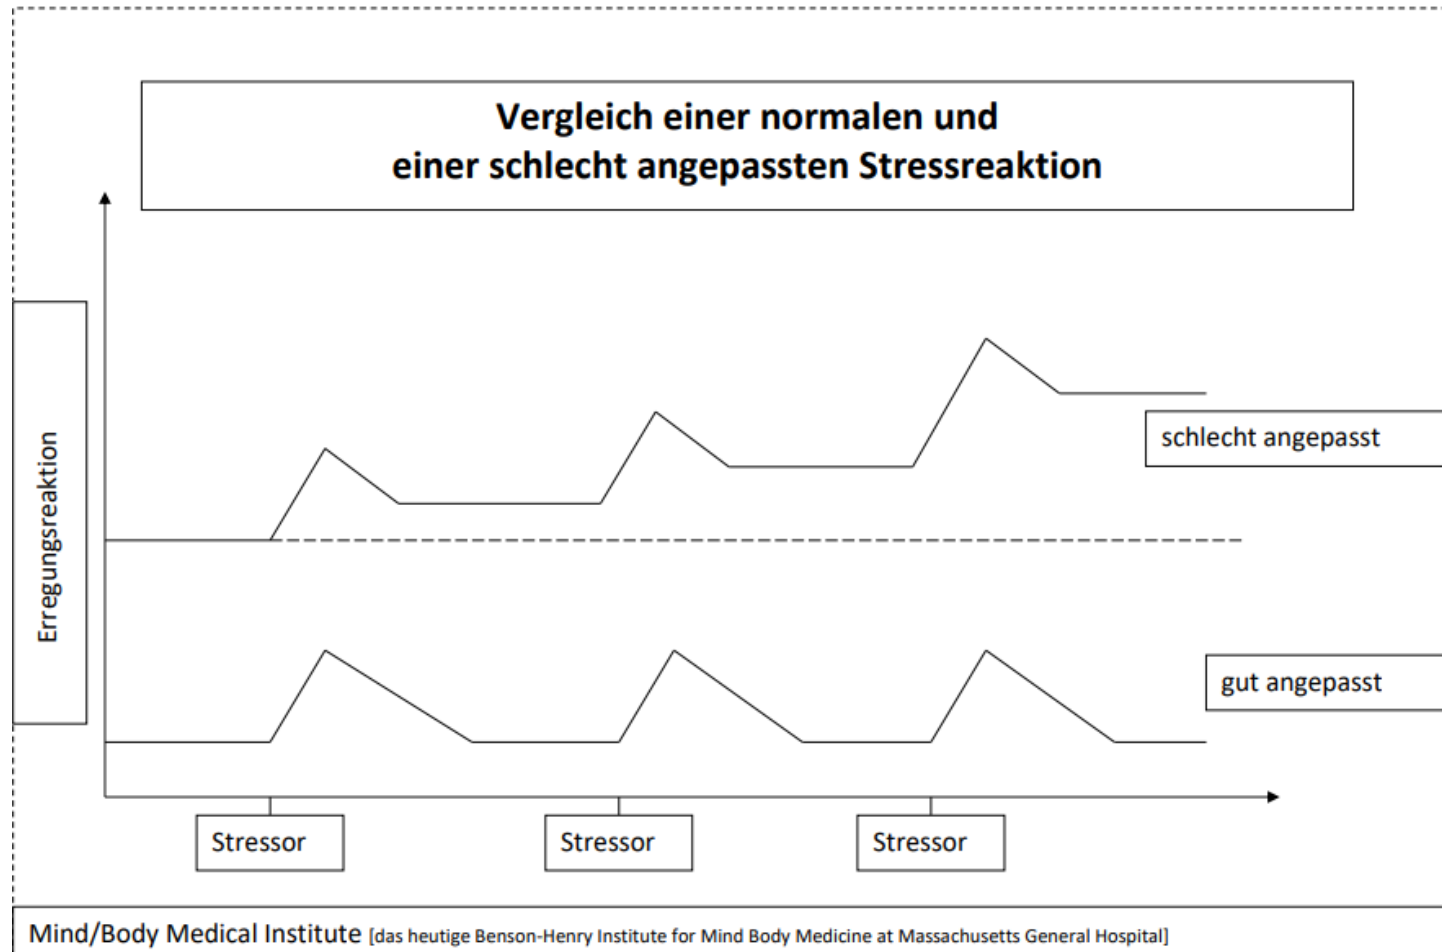 Vergleich einer normalen und
einer schlecht angepassten Stressreaktion
Erregungsreaktion
schlecht angepasst
gut angepasst
Stressor
Stressor
Stressor
Mind/Body Medical Institute [das heutige Benson-Henry Institute for Mind Body Medicine at Massachusetts General Hospital]